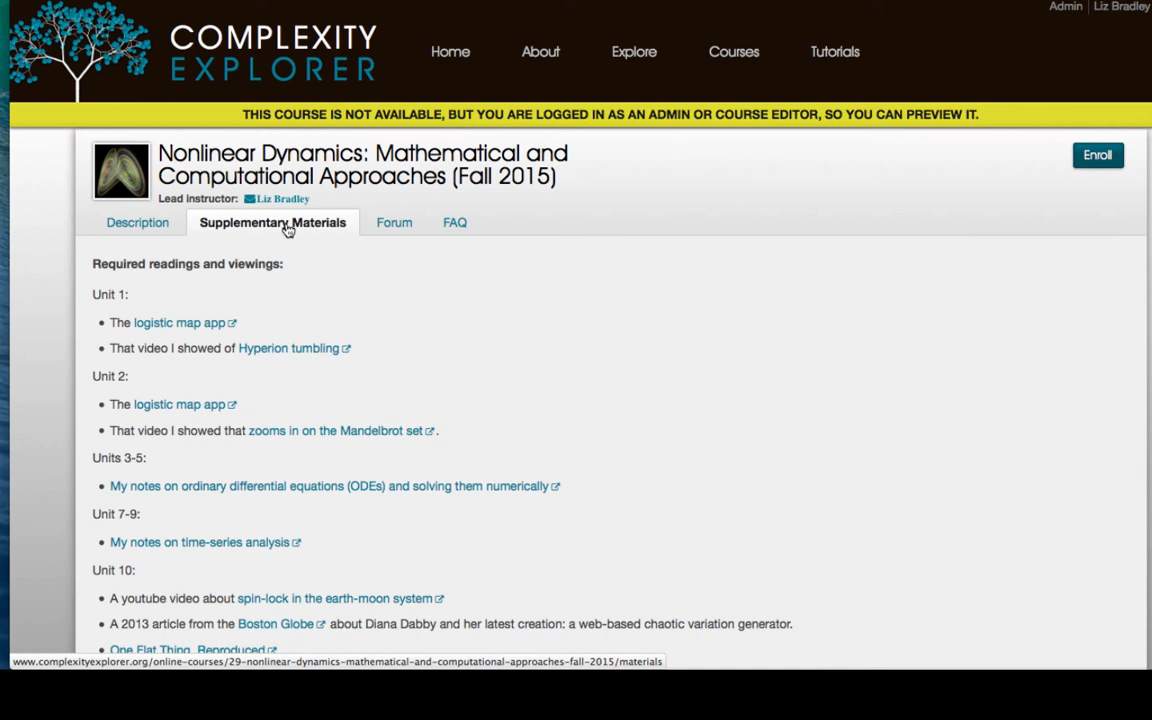 Admin | Liz Bradley
COMPLEXITY
EXPLORER
Home About Explore Courses Tutorials
THIS COURSE IS NOT AVAILABLE, BUT YOU ARE LOGGED IN AS AN ADMIN OR COURSE EDITOR, SO YOU CAN PREVIEW IT.
Nonlinear Dynamics: Mathematical and
Computational Approaches (Fall 2015)
Enroll
Lead instructor: Liz Bradley
Description Supplementary Materials Forum FAQ
Required readings and viewings:
Unit 1:
• The logistic map app
• That video I showed of Hyperion tumbling
Unit 2:
• The logistic map app
• That video I showed that zooms in on the Mandelbrot set .
Units 3-5:
• My notes on ordinary differential equations (ODEs) and solving them numerically
Unit 7-9:
• My notes on time-series analysis
Unit 10:
• A youtube video about spin-lock in the earth-moon system
• A 2013 article from the Boston Globe about Diana Dabby and her latest creation: a web-based chaotic variation generator.
• One Flat Thing, Reproduced
www.complexityexplorer.org/online-courses/29-nonlinear-dynamics-mathematical-and-computational-approaches-fall-2015/materials